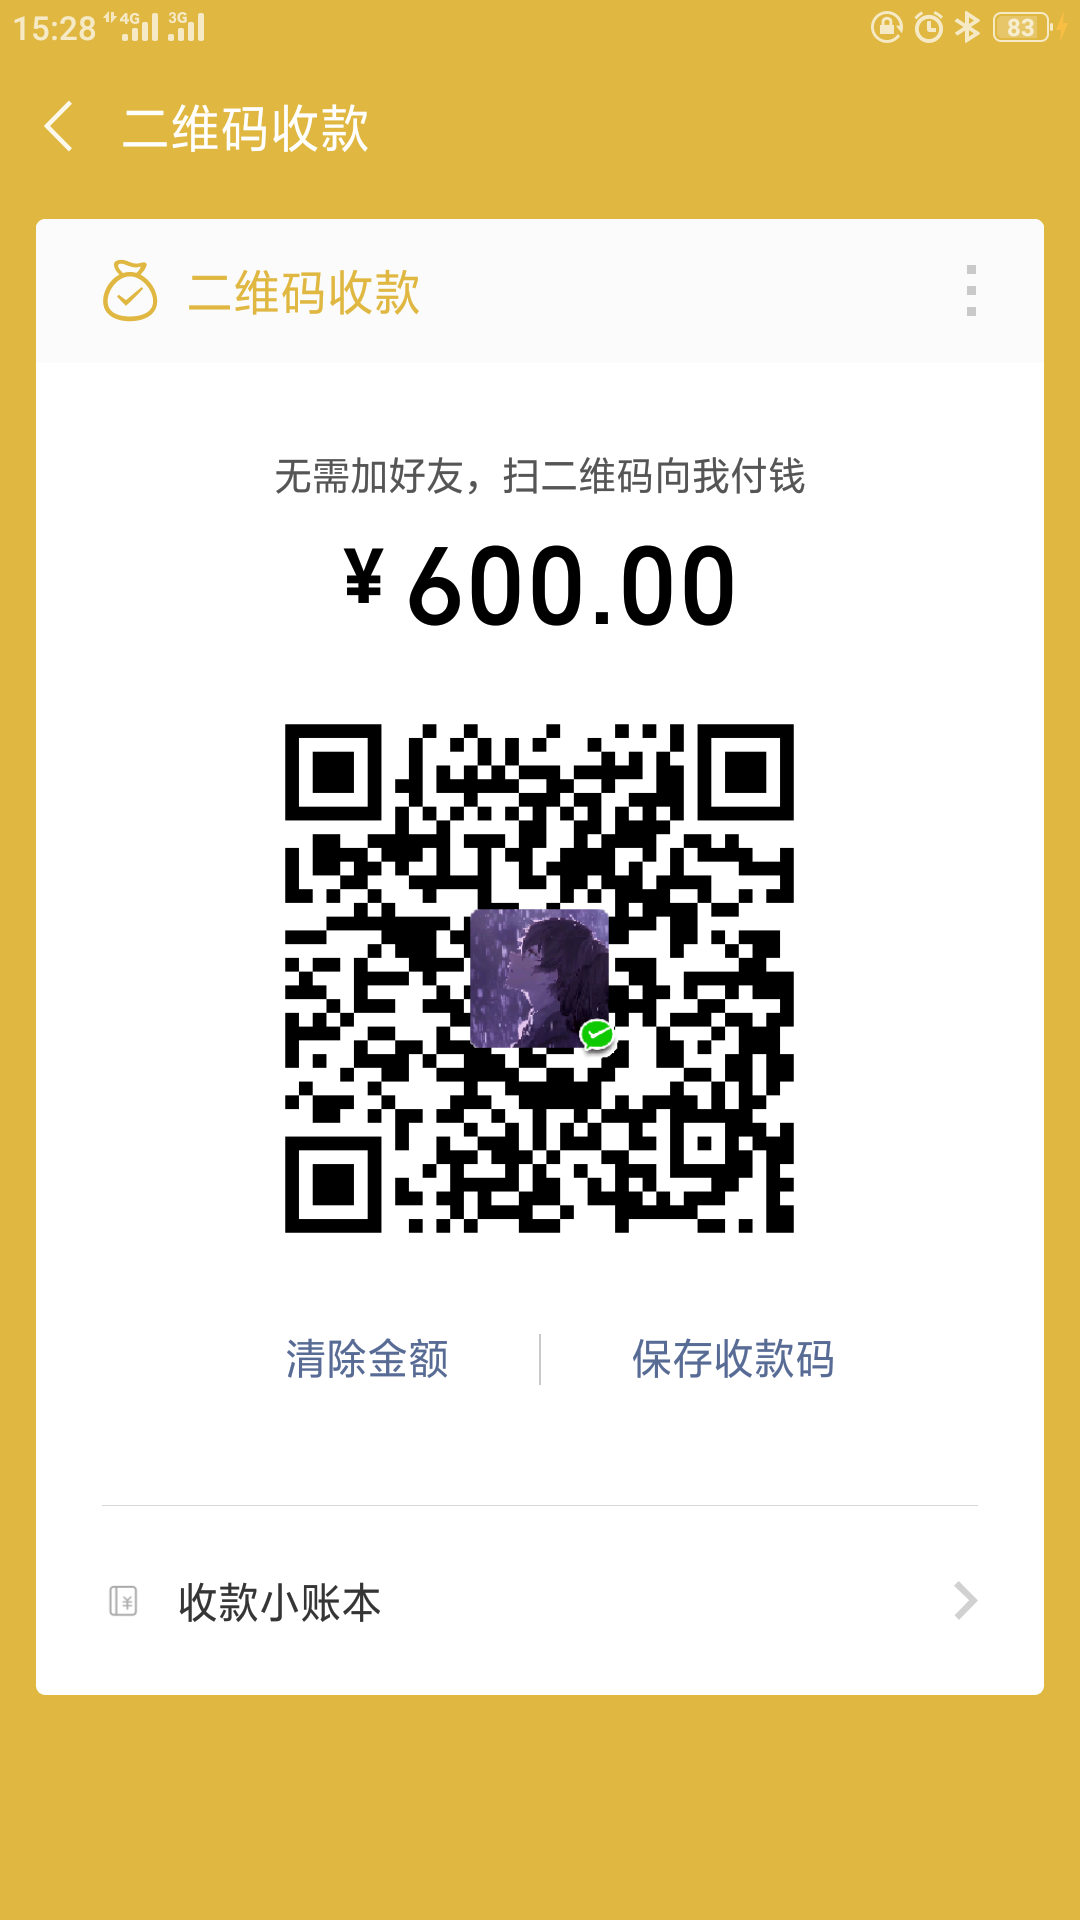 15:28 4G 3G 83
二维码收款
二维码收款
无需加好友，扫二维码向我付钱
¥600.00
清除金额 保存收款码
收款小账本